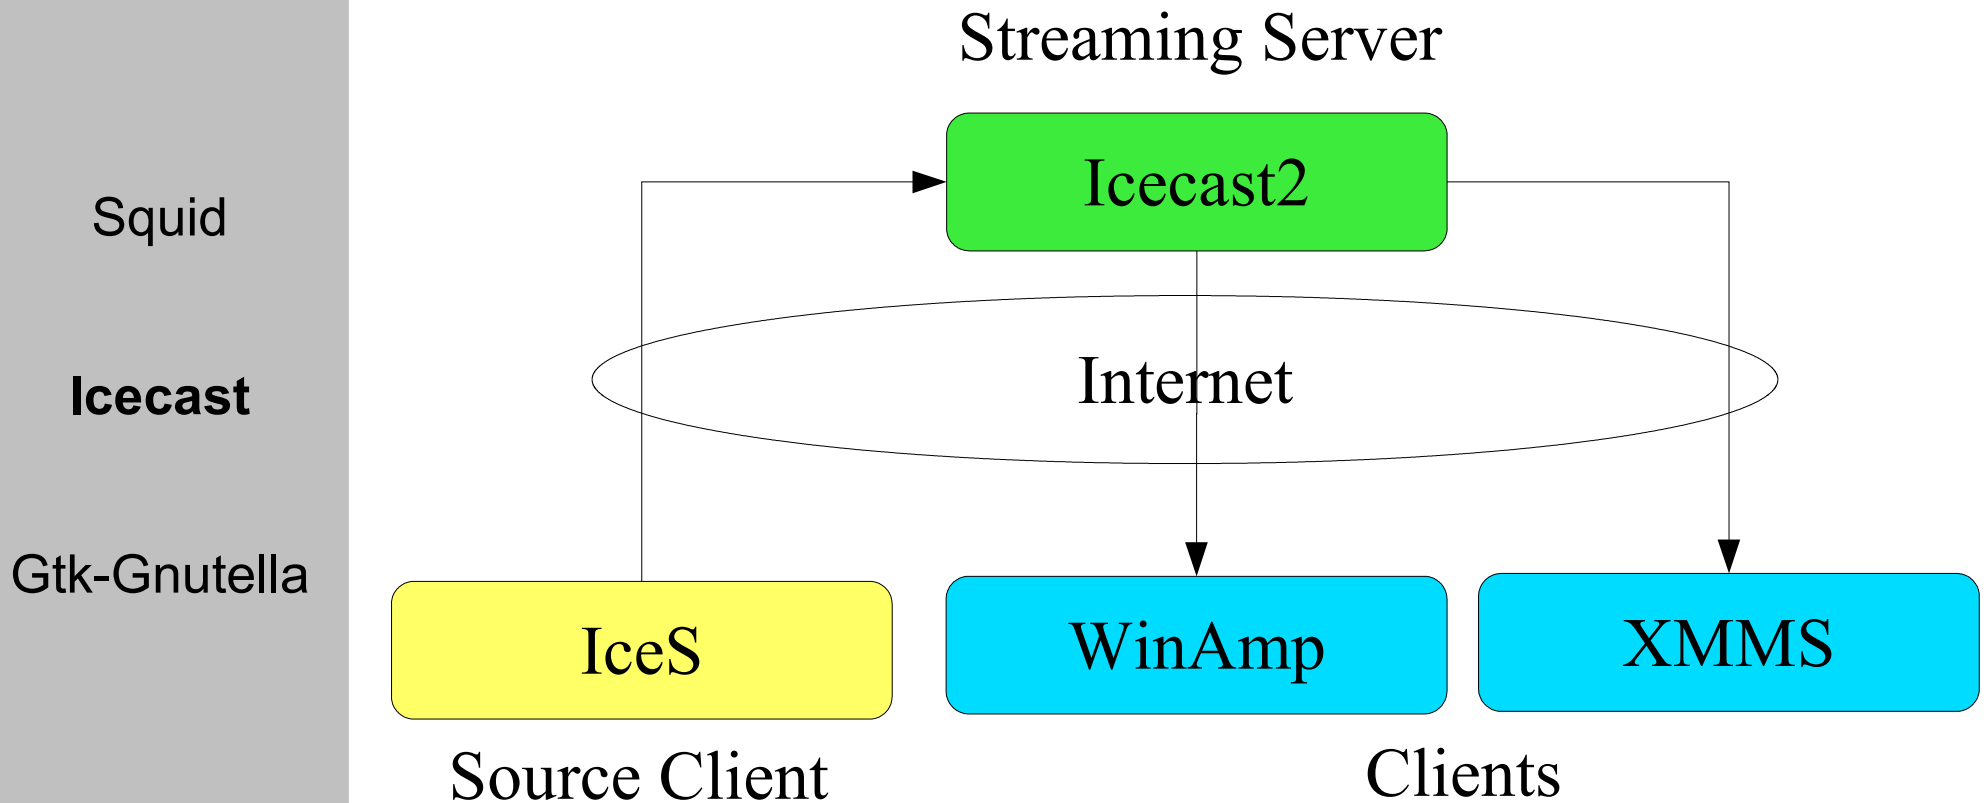 Squid
Icecast
Gtk-Gnutella
Streaming Server
Icecast2
Internet
IceS
WinAmp
XMMS
Source Client
Clients